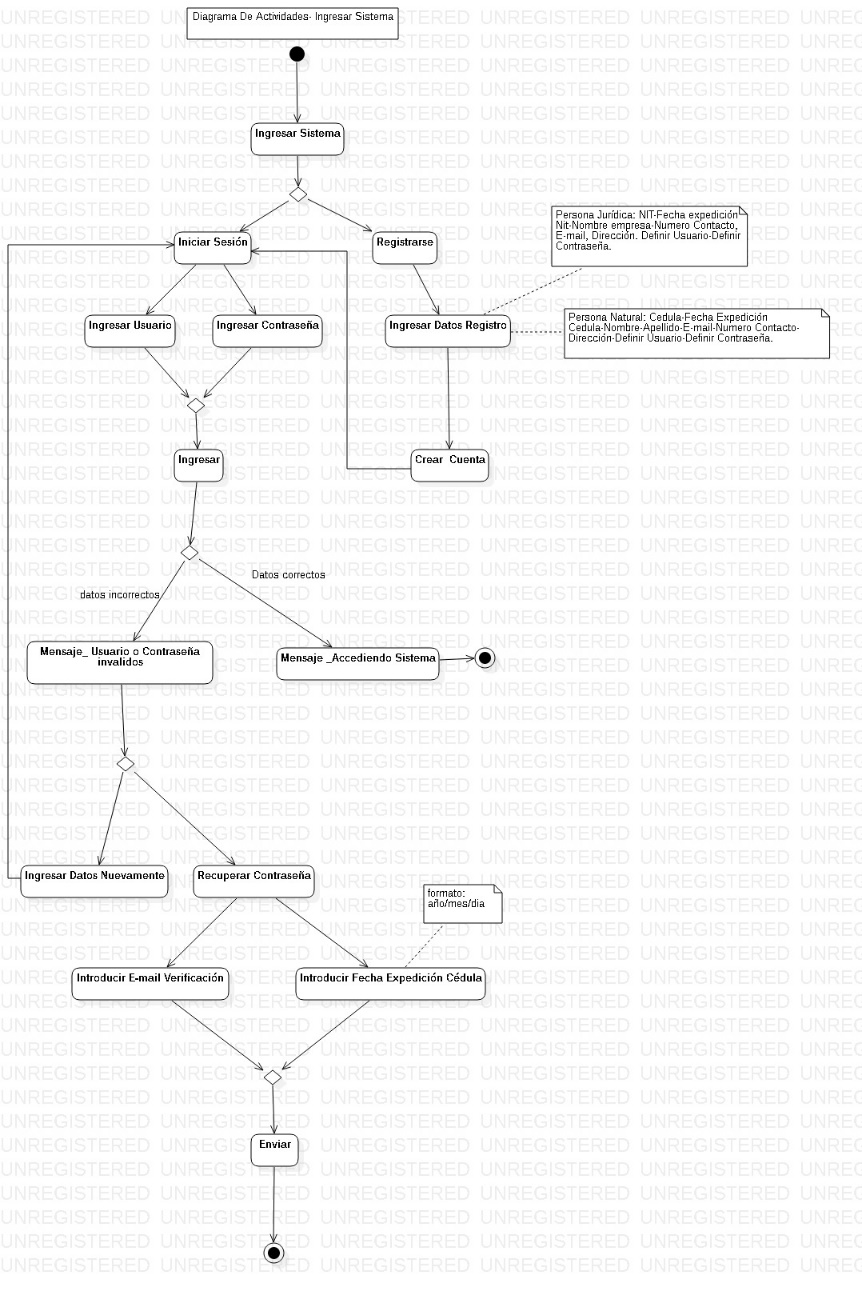 Diagrama De Actividades- Ingresar Sistema
Ingresar Sistema
Iniciar Sesión
Registrarse
Persona Jurídica: NIT-Fecha expedición
Nit-Nombre empresa-Numero Contacto,
E-mail, Dirección. Definir Usuario-Definir
Contraseña.
Ingresar Usuario
Ingresar Contraseña
Ingresar Datos Registro
Persona Natural: Cedula-Fecha Expedición
Cedula-Nombre-Apellido-E-mail-Numero Contacto-
Dirección-Definir Usuario-Definir Contraseña.
Ingresar
Crear Cuenta
Datos correctos
datos incorrectos
Mensaje_ Usuario o Contraseña
invalidos
Mensaje _Accediendo Sistema
Ingresar Datos Nuevamente
Recuperar Contraseña
formato:
año/mes/dia
Introducir E-mail Verificación
Introducir Fecha Expedición Cédula
Enviar
UNREGISTERED